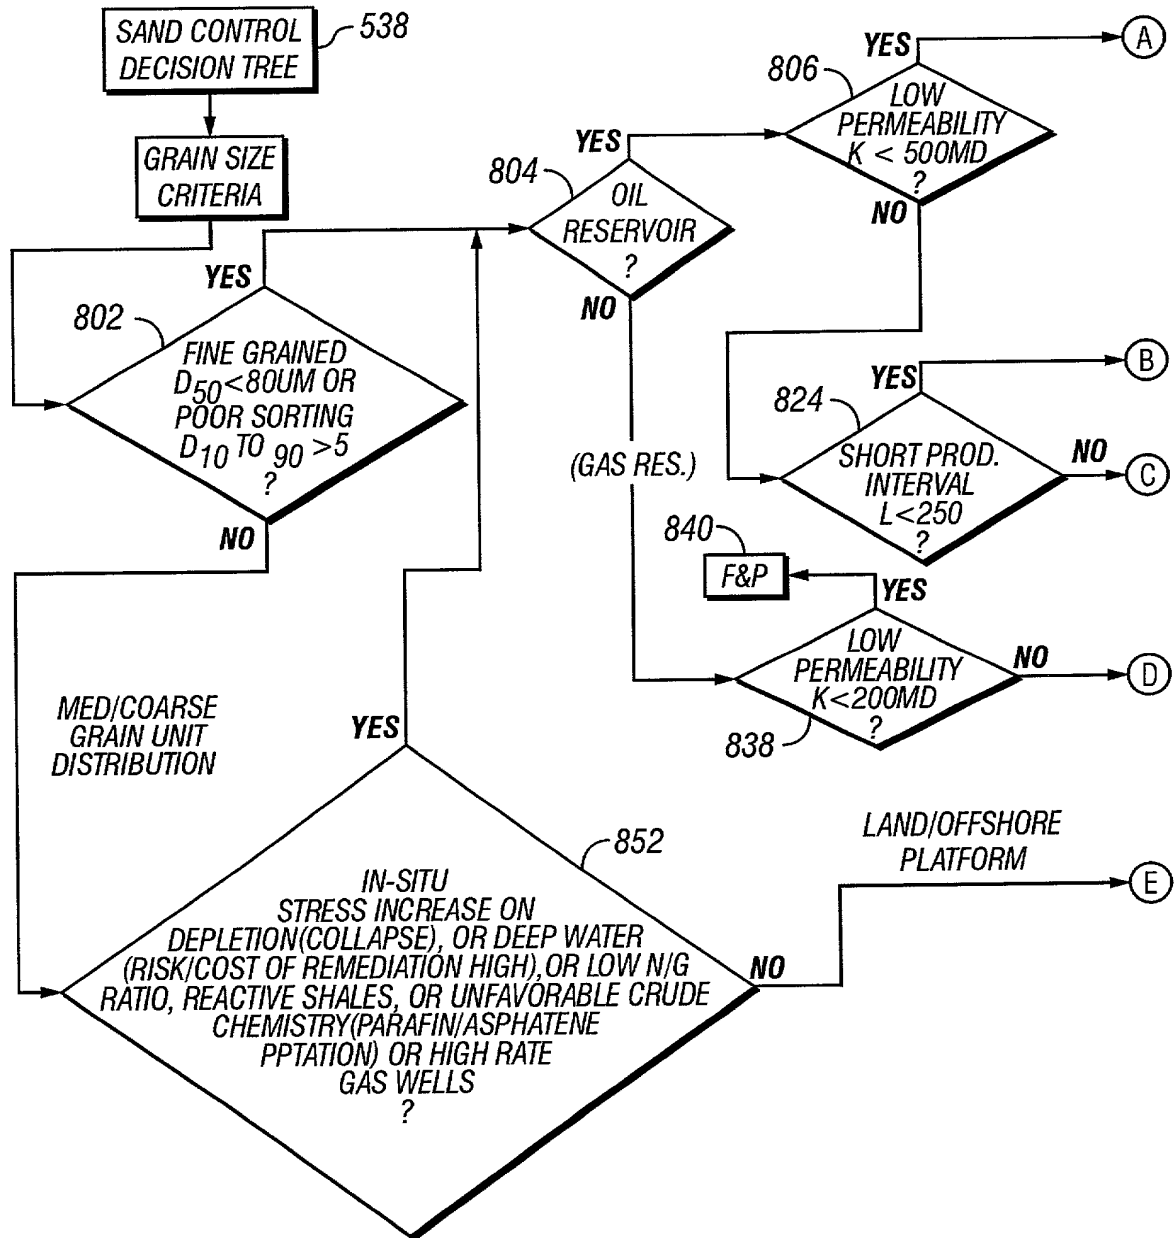 SAND CONTROL
DECISION TREE
538
GRAIN SIZE
CRITERIA
802
YES
FINE GRAINED
D50<80UM OR
POOR SORTING
D10 TO 90 >5
?
NO
804
YES
OIL
RESERVOIR
?
NO
806
YES
A
LOW
PERMEABILITY
K < 500MD
?
NO
824
YES
B
SHORT PROD.
INTERVAL
L<250
?
NO
C
(GAS RES.)
840
F&P
YES
LOW
PERMEABILITY
K<200MD
?
838
NO
D
MED/COARSE
GRAIN UNIT
DISTRIBUTION
YES
852
IN-SITU
STRESS INCREASE ON
DEPLETION(COLLAPSE), OR DEEP WATER
(RISK/COST OF REMEDIATION HIGH), OR LOW N/G
RATIO, REACTIVE SHALES, OR UNFAVORABLE CRUDE
CHEMISTRY(PARAFIN/ASPHATENE
PPTATION) OR HIGH RATE
GAS WELLS
?
NO
LAND/OFFSHORE
PLATFORM
E